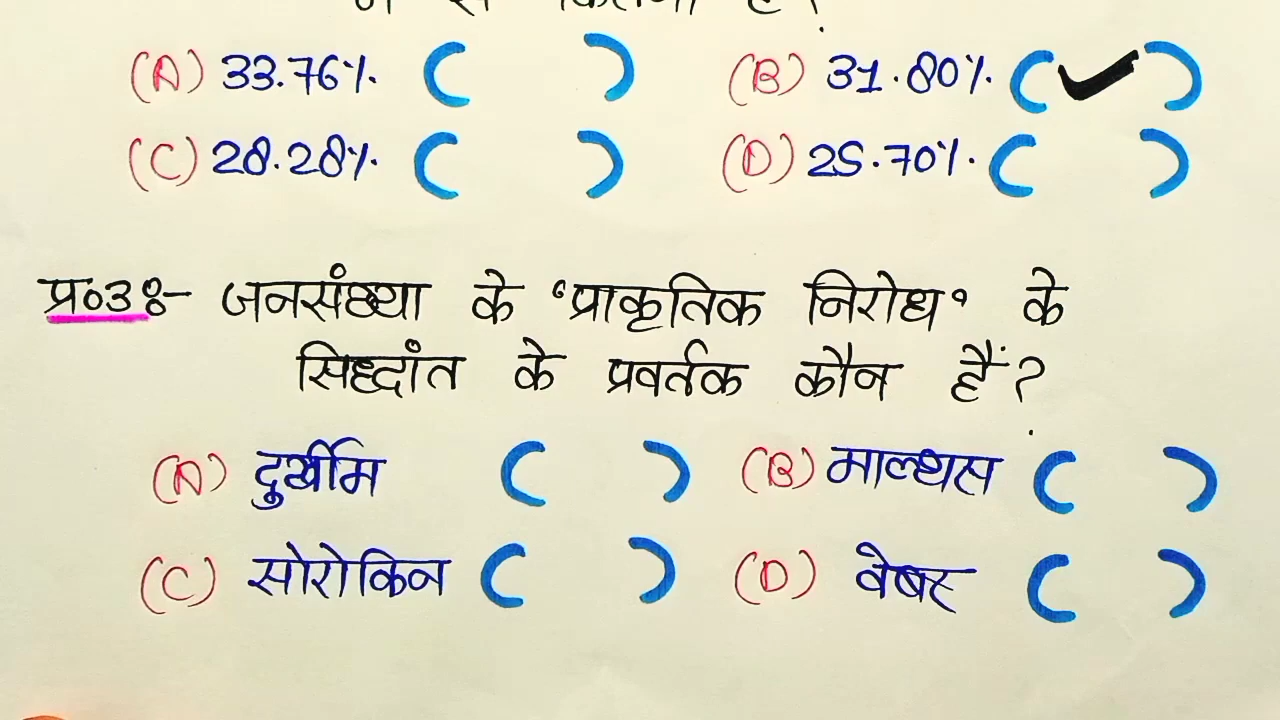 (A) 33.76% ( ) (B) 31.80% (✓)
(C) 28.28% ( ) (D) 25.70% ( )
प्र०3ः- जनसंख्या के ‘प्राकृतिक निरोध’ के
सिद्धांत के प्रवर्तक कौन हैं?
(A) दुर्खीम ( ) (B) माल्थस ( )
(C) सोरोकिन ( ) (D) वेबर ( )